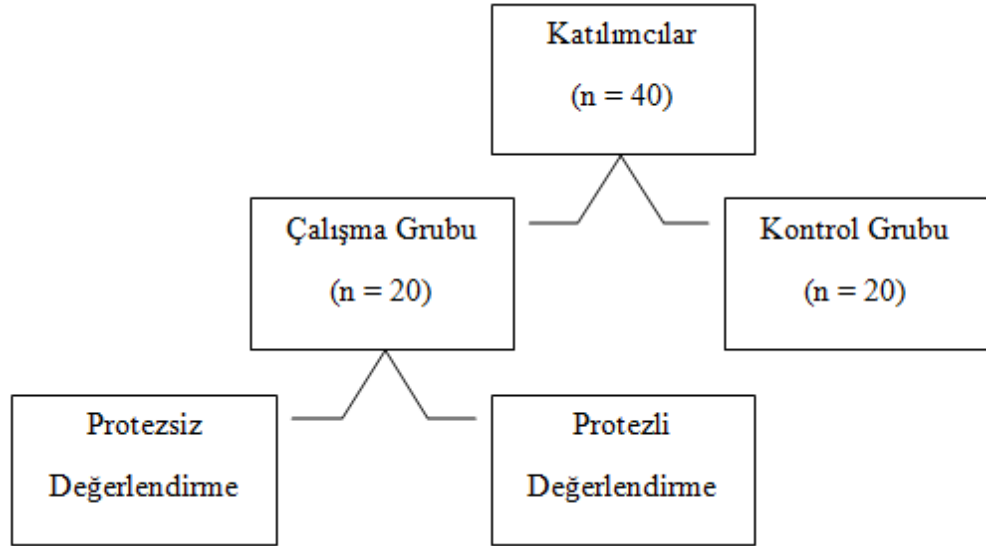 Katılımcılar
(n = 40)
Çalışma Grubu
(n = 20)
Kontrol Grubu
(n = 20)
Protezsiz
Değerlendirme
Protezli
Değerlendirme